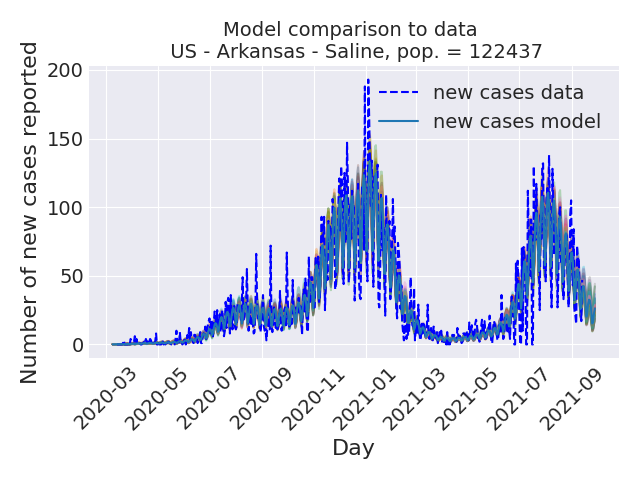 Model comparison to data
US - Arkansas - Saline, pop. = 122437
Number of new cases reported
200
150
100
50
0
new cases data
new cases model
2020-03
2020-05
2020-07
2020-09
2020-11
2021-01
2021-03
2021-05
2021-07
2021-09
Day